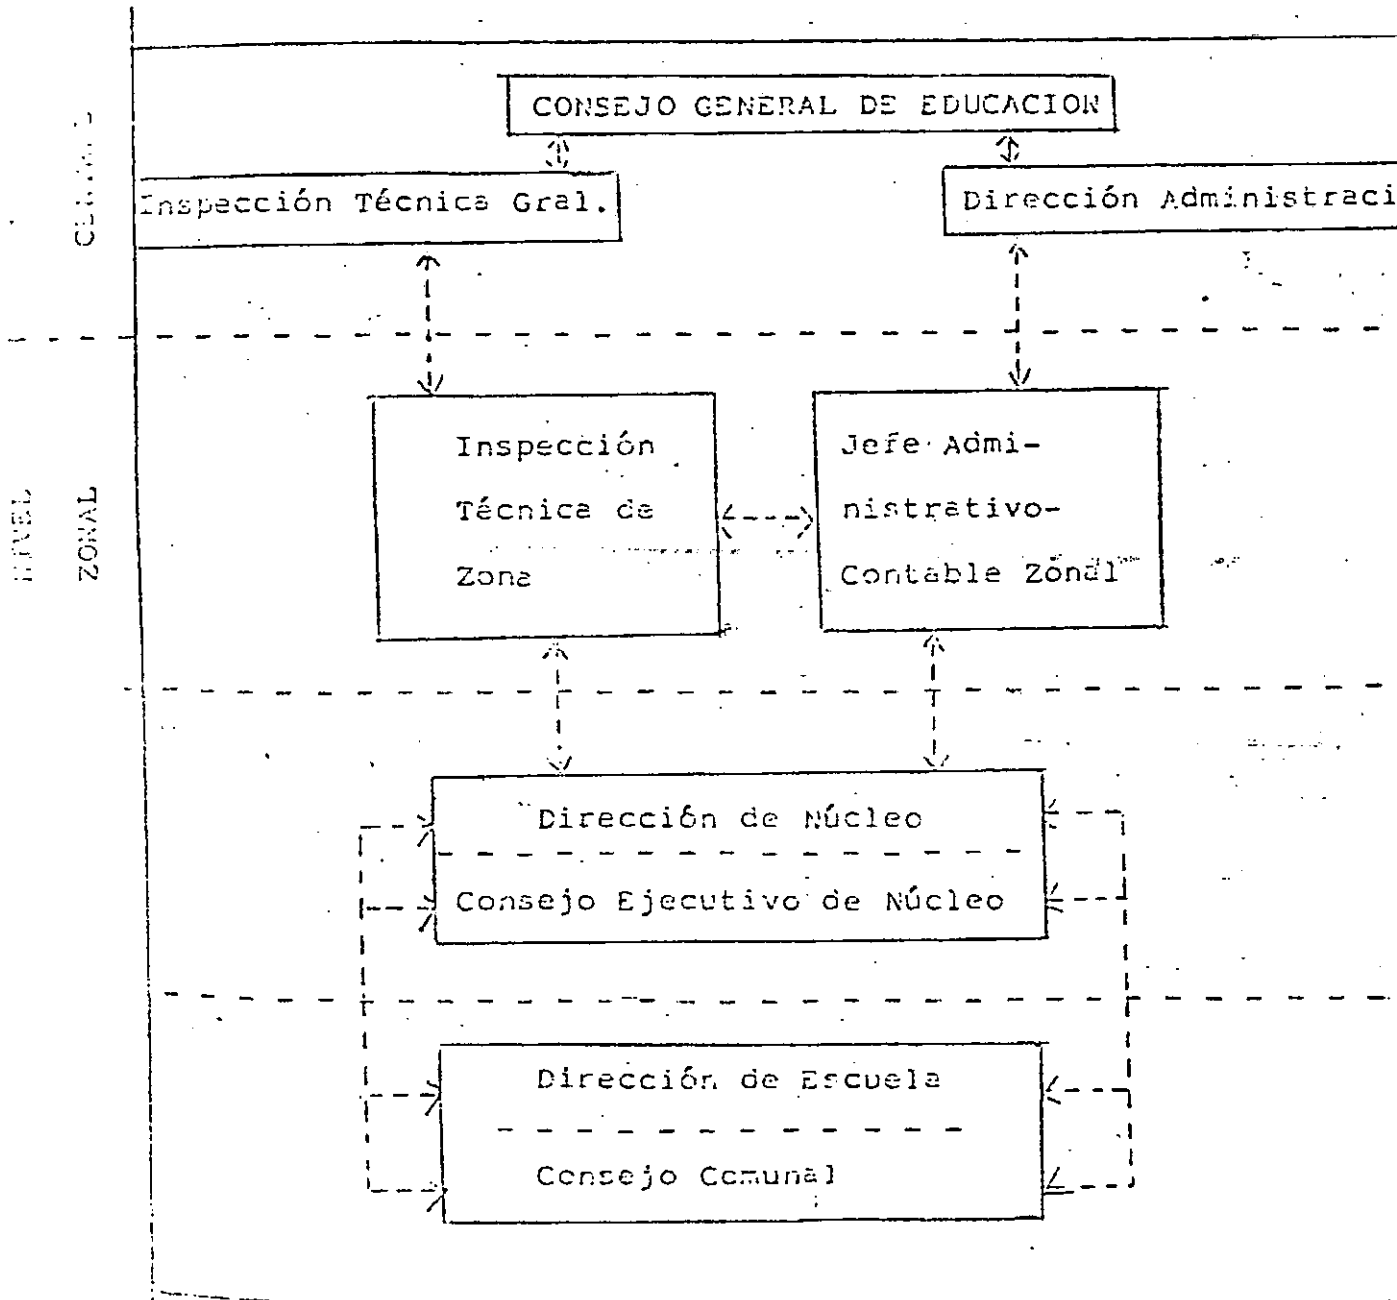 CONSEJO GENERAL DE EDUCACION
Inspección Técnica Gral.
Dirección Administraci
Inspección
Técnica de
Zona
Jefe Admi-
nistrativo-
Contable Zonal
NIVEL
ZONAL
Dirección de Núcleo
Consejo Ejecutivo de Núcleo
Dirección de Escuela
Consejo Comunal